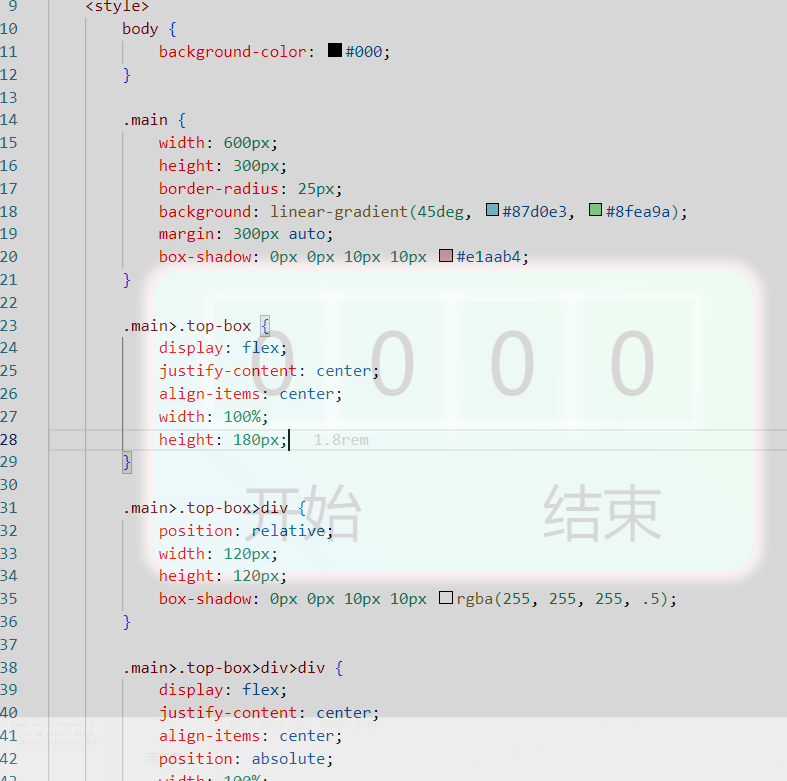 9 <style>
10 body {
11 background-color: #000;
12 }
13
14 .main {
15 width: 600px;
16 height: 300px;
17 border-radius: 25px;
18 background: linear-gradient(45deg, #87d0e3, #8fea9a);
19 margin: 300px auto;
20 box-shadow: 0px 0px 10px 10px #e1aab4;
21 }
22
23 .main>.top-box {
24 display: flex;
0 0 0 0
25 justify-content: center;
26 align-items: center;
27 width: 100%;
28 height: 180px; 1.8rem
29 }
30
31 .main>.top-box>div {
开始 结束
32 position: relative;
33 width: 120px;
34 height: 120px;
35 box-shadow: 0px 0px 10px 10px rgba(255, 255, 255, .5);
36 }
37
38 .main>.top-box>div>div {
39 display: flex;
40 justify-content: center;
41 align-items: center;
42 position: absolute;
43 width: 100%;